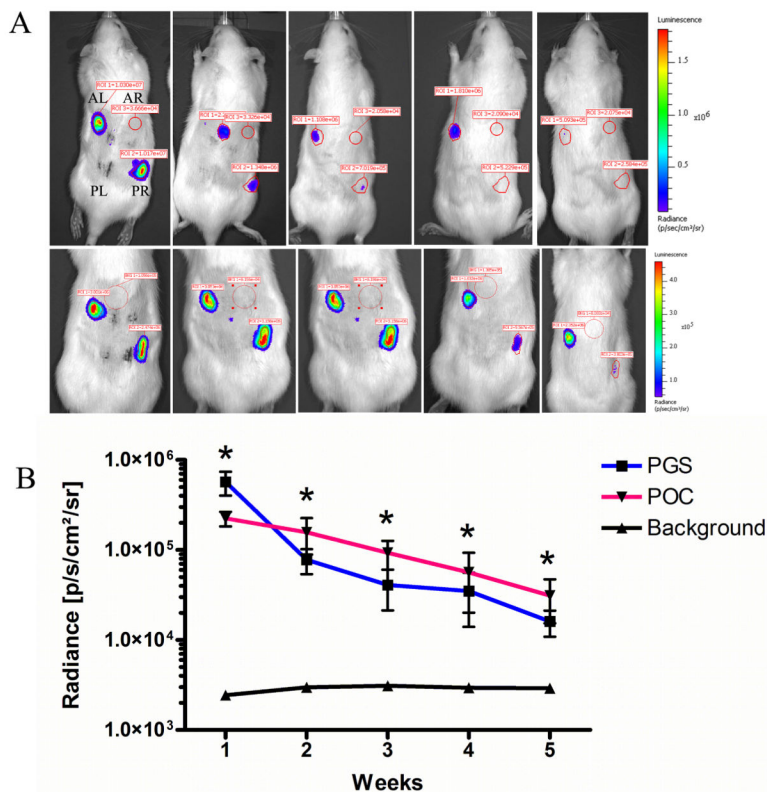 A
Luminescence
ROI 1=1.030e+07
AL AR
ROI 3=3.666e+04
ROI 2=1.017e+07
PL PR
ROI 3=3.326e+04
ROI 2=1.348e+06
ROI 1=1.108e+06
ROI 3=2.058e+04
ROI 2=7.019e+05
ROI 1=1.010e+06
ROI 3=2.090e+04
ROI 2=5.229e+05
ROI 1=5.093e+05
ROI 3=2.075e+04
ROI 2=2.584e+05
1.5
1.0
0.5
x10⁶
Radiance
(p/sec/cm²/sr)
Luminescence
4.0
3.0
2.0
1.0
x10⁵
Radiance
(p/sec/cm²/sr)
B
1.0×10⁶
1.0×10⁵
1.0×10⁴
1.0×10³
Radiance [p/s/cm²/sr]
* * * * *
PGS
POC
Background
1 2 3 4 5
Weeks